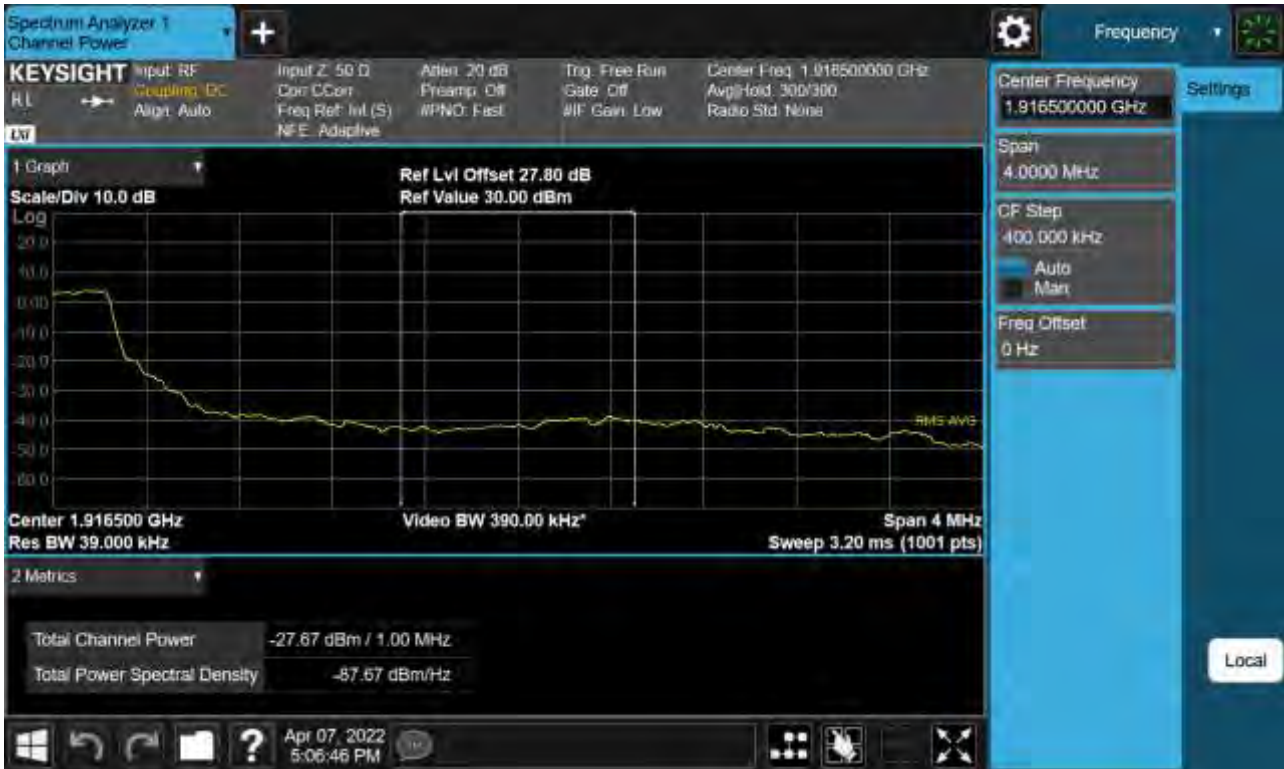 Spectrum Analyzer 1
Channel Power
+
Frequency
KEYSIGHT Input: RF
RL
Coupling: DC
Align: Auto
LXI
Input Z: 50 Ω
Corr CCorr
Freq Ref: Int (S)
NFE: Adaptive
Atten: 20 dB
Preamp: Off
#PNO: Fast
Trig: Free Run
Gate: Off
#IF Gain: Low
Center Freq: 1.916500000 GHz
Avg|Hold: 300/300
Radio Std: None
Center Frequency
1.916500000 GHz
Settings
Span
4.0000 MHz
CF Step
400.000 kHz
Auto
Man
Freq Offset
0 Hz
1 Graph
Scale/Div 10.0 dB
Ref Lvl Offset 27.80 dB
Ref Value 30.00 dBm
Log
20.0
10.0
0.00
-10.0
-20.0
-30.0
-40.0
-50.0
-60.0
RMS AVG
Center 1.916500 GHz
Video BW 390.00 kHz*
Span 4 MHz
Res BW 39.000 kHz
Sweep 3.20 ms (1001 pts)
2 Metrics
Total Channel Power -27.67 dBm / 1.00 MHz
Total Power Spectral Density -87.67 dBm/Hz
Local
?
Apr 07, 2022
5:06:46 PM